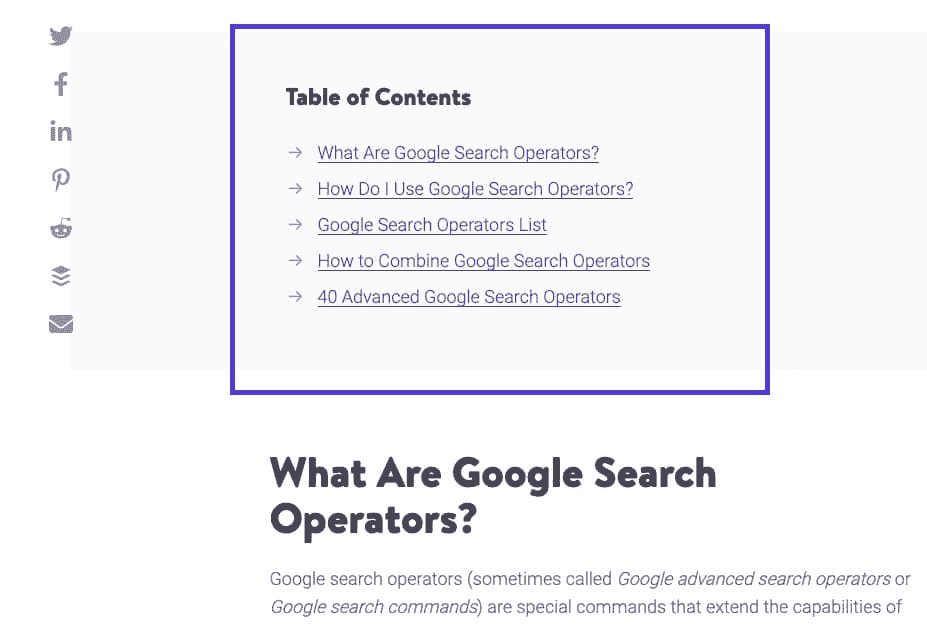 Table of Contents
→ What Are Google Search Operators?
→ How Do I Use Google Search Operators?
→ Google Search Operators List
→ How to Combine Google Search Operators
→ 40 Advanced Google Search Operators
What Are Google Search
Operators?
Google search operators (sometimes called Google advanced search operators or
Google search commands) are special commands that extend the capabilities of